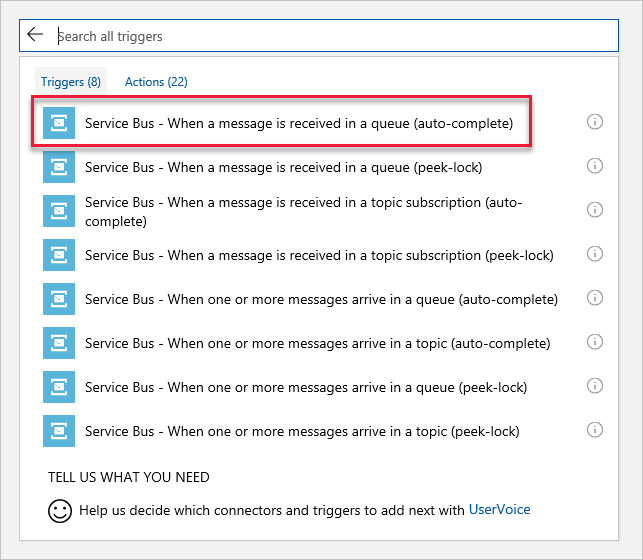 Search all triggers
Triggers (8) Actions (22)
Service Bus - When a message is received in a queue (auto-complete)
Service Bus - When a message is received in a queue (peek-lock)
Service Bus - When a message is received in a topic subscription (auto-
complete)
Service Bus - When a message is received in a topic subscription (peek-lock)
Service Bus - When one or more messages arrive in a queue (auto-complete)
Service Bus - When one or more messages arrive in a topic (auto-complete)
Service Bus - When one or more messages arrive in a queue (peek-lock)
Service Bus - When one or more messages arrive in a topic (peek-lock)
TELL US WHAT YOU NEED
Help us decide which connectors and triggers to add next with UserVoice